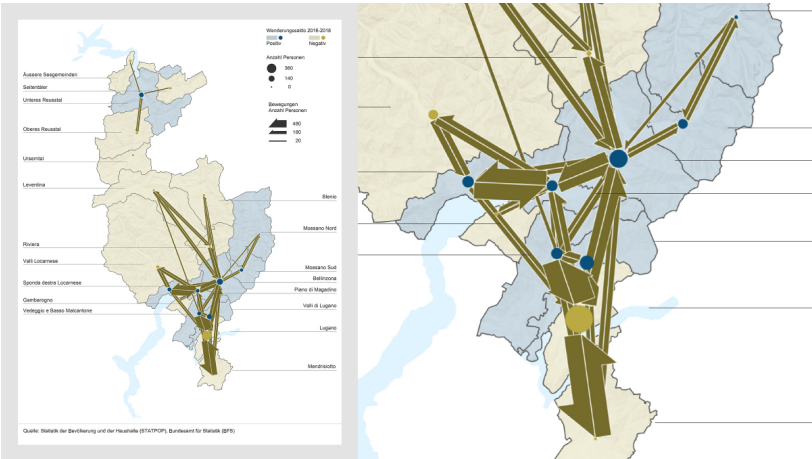 Wanderungssaldo 2016-2018
Positiv
Negativ
Anzahl Personen
360
140
0
Bewegungen
Anzahl Personen
480
180
20
Äussere Seegemeinden
Seitentäler
Unteres Reusstal
Oberes Reusstal
Urserntal
Leventina
Blenio
Moesano Nord
Riviera
Valli Locarnese
Moesano Sud
Bellinzona
Sponda destra Locarnese
Piano di Magadino
Gambarogno
Valli di Lugano
Vedeggio e Basso Malcantone
Lugano
Mendrisiotto
Quelle: Statistik der Bevölkerung und der Haushalte (STATPOP), Bundesamt für Statistik (BFS)